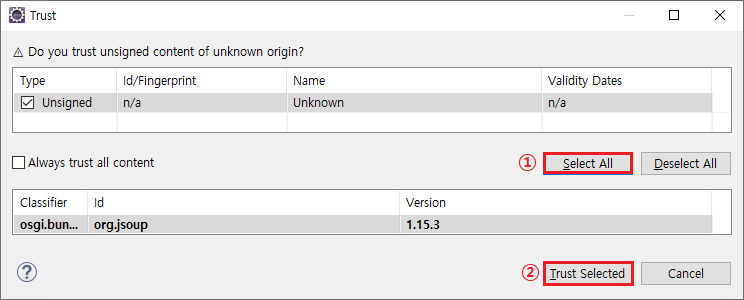 Trust
Do you trust unsigned content of unknown origin?
Type Id/Fingerprint Name Validity Dates
Unsigned n/a Unknown n/a
Always trust all content ① Select All Deselect All
Classifier Id Version
osgi.bun... org.jsoup 1.15.3
? ② Trust Selected Cancel